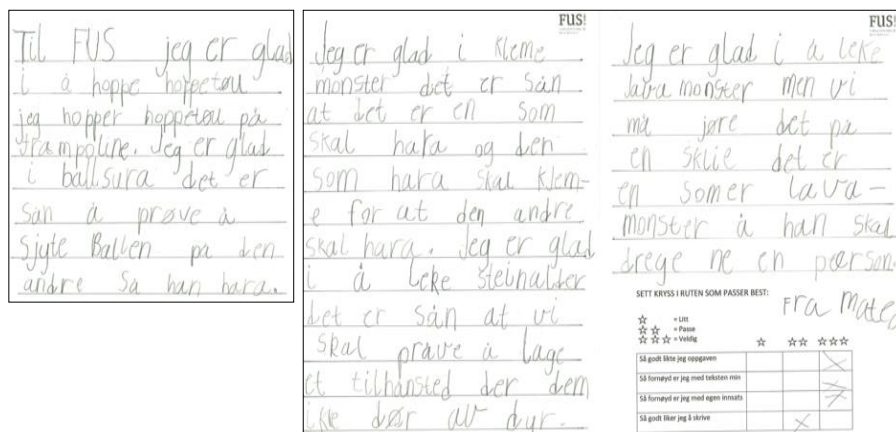 Til FUS jeg er glad
i å hoppe hoppetøu
jeg hopper hoppetøu på
trampoline. Jeg er glad
i ballsura det er
sån å prøve å
sjyte Ballen på den
andre så han hara.
FUS
Jeg er glad i kleme
monster det er sån
at det er en som
skal hara og den
som hara skal klem-
e for at den andre
skal hara. Jeg er glad
i å leke steinalder
det er sån at vi
skal prøve å lage
et tilhånsted der dem
ike dør av dyr.
FUS
Jeg er glad i å leke
lava monster men vi
må jøre det på
en sklie det er
en somer lava-
monster å han skal
drege ne en person.
SETT KRYSS I RUTEN SOM PASSER BEST:
Fra Mateo
☆ = Litt
☆ ☆ = Passe
☆ ☆ ☆ = Veldig
☆ ☆☆ ☆☆☆
Så godt likte jeg oppgaven
Så fornøyd er jeg med teksten min
Så fornøyd er jeg med egen innsats
Så godt liker jeg å skrive